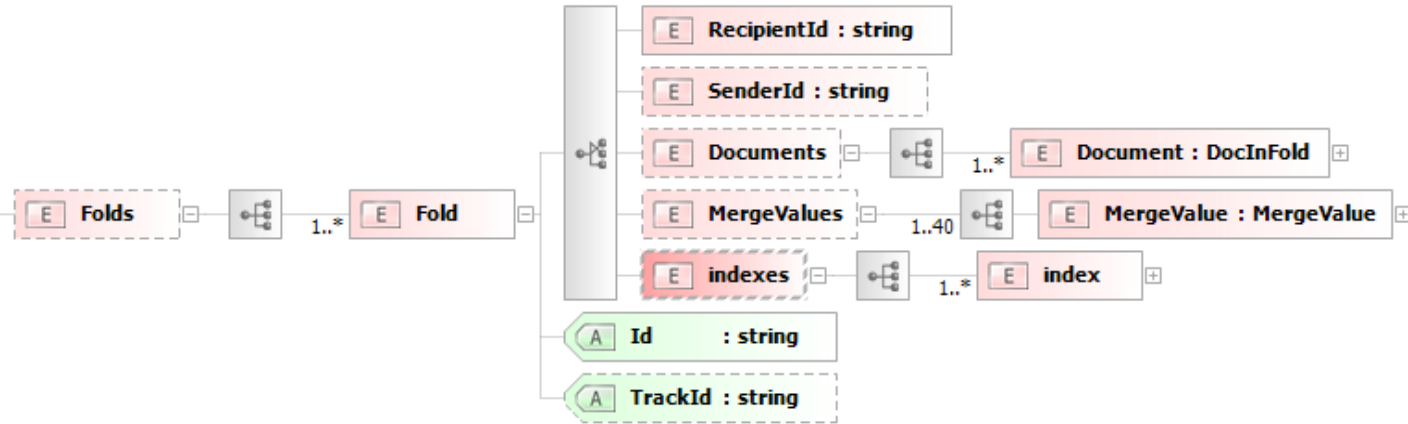 E RecipientId : string
E SenderId : string
E Documents 1..* E Document : DocInFold
E Folds 1..* E Fold
E MergeValues 1..40 E MergeValue : MergeValue
E indexes 1..* E index
A Id : string
A TrackId : string